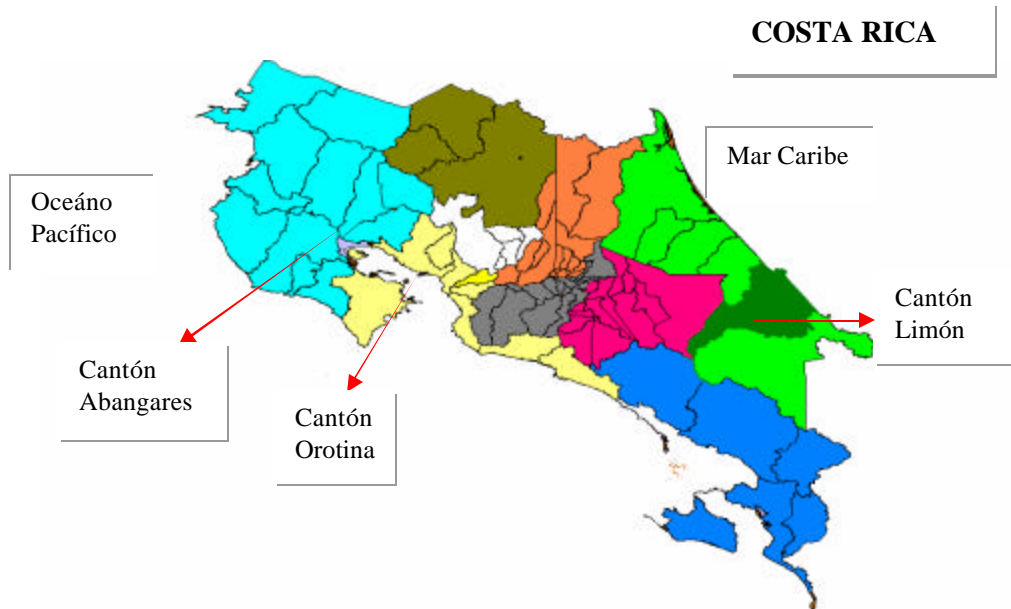 COSTA RICA
Mar Caribe
Oceáno
Pacífico
Cantón
Limón
Cantón
Abangares
Cantón
Orotina